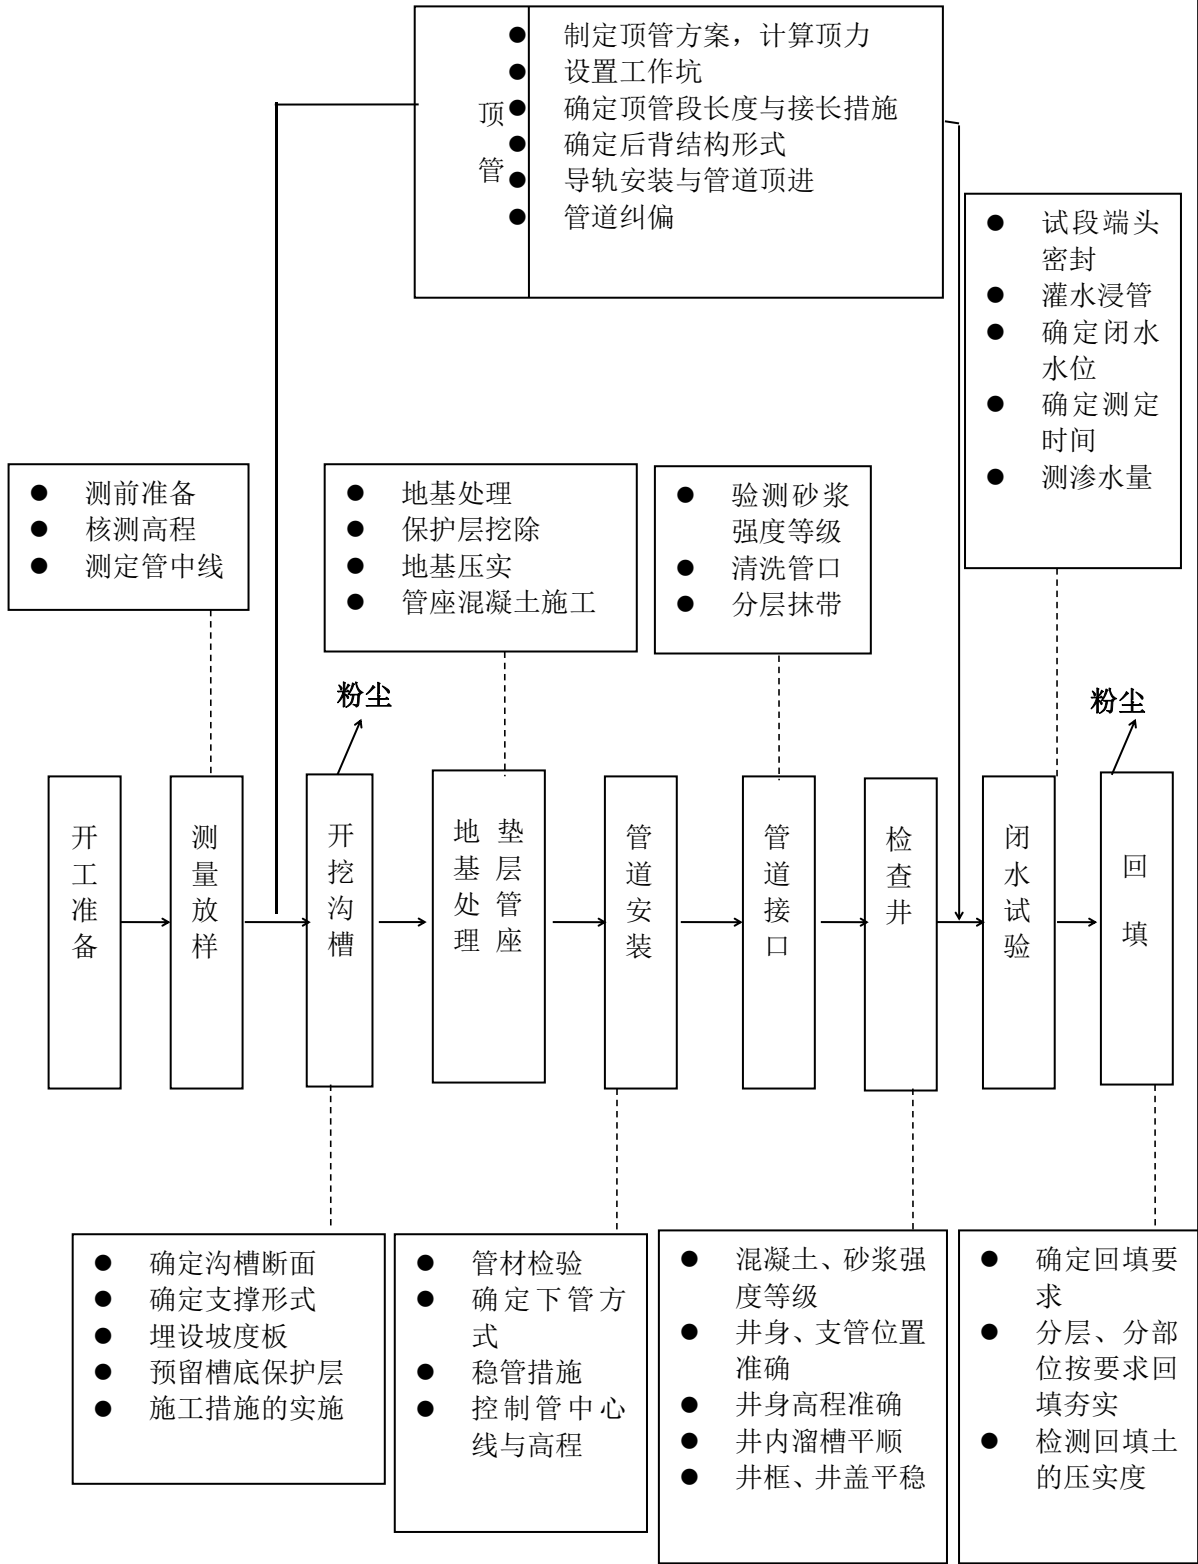 顶
管
制定顶管方案，计算顶力
设置工作坑
确定顶管段长度与接长措施
确定后背结构形式
导轨安装与管道顶进
管道纠偏
试段端头
密封
灌水浸管
确定闭水
水位
确定测定
时间
测渗水量
测前准备
核测高程
测定管中线
地基处理
保护层挖除
地基压实
管座混凝土施工
验测砂浆
强度等级
清洗管口
分层抹带
粉尘
粉尘
开工准备
测量放样
开挖沟槽
地基处理
垫层管座
管道安装
管道接口
检查井
闭水试验
回填
确定沟槽断面
确定支撑形式
埋设坡度板
预留槽底保护层
施工措施的实施
管材检验
确定下管方
式
稳管措施
控制管中心
线与高程
混凝土、砂浆强
度等级
井身、支管位置
准确
井身高程准确
井内溜槽平顺
井框、井盖平稳
确定回填要
求
分层、分部
位按要求回
填夯实
检测回填土
的压实度